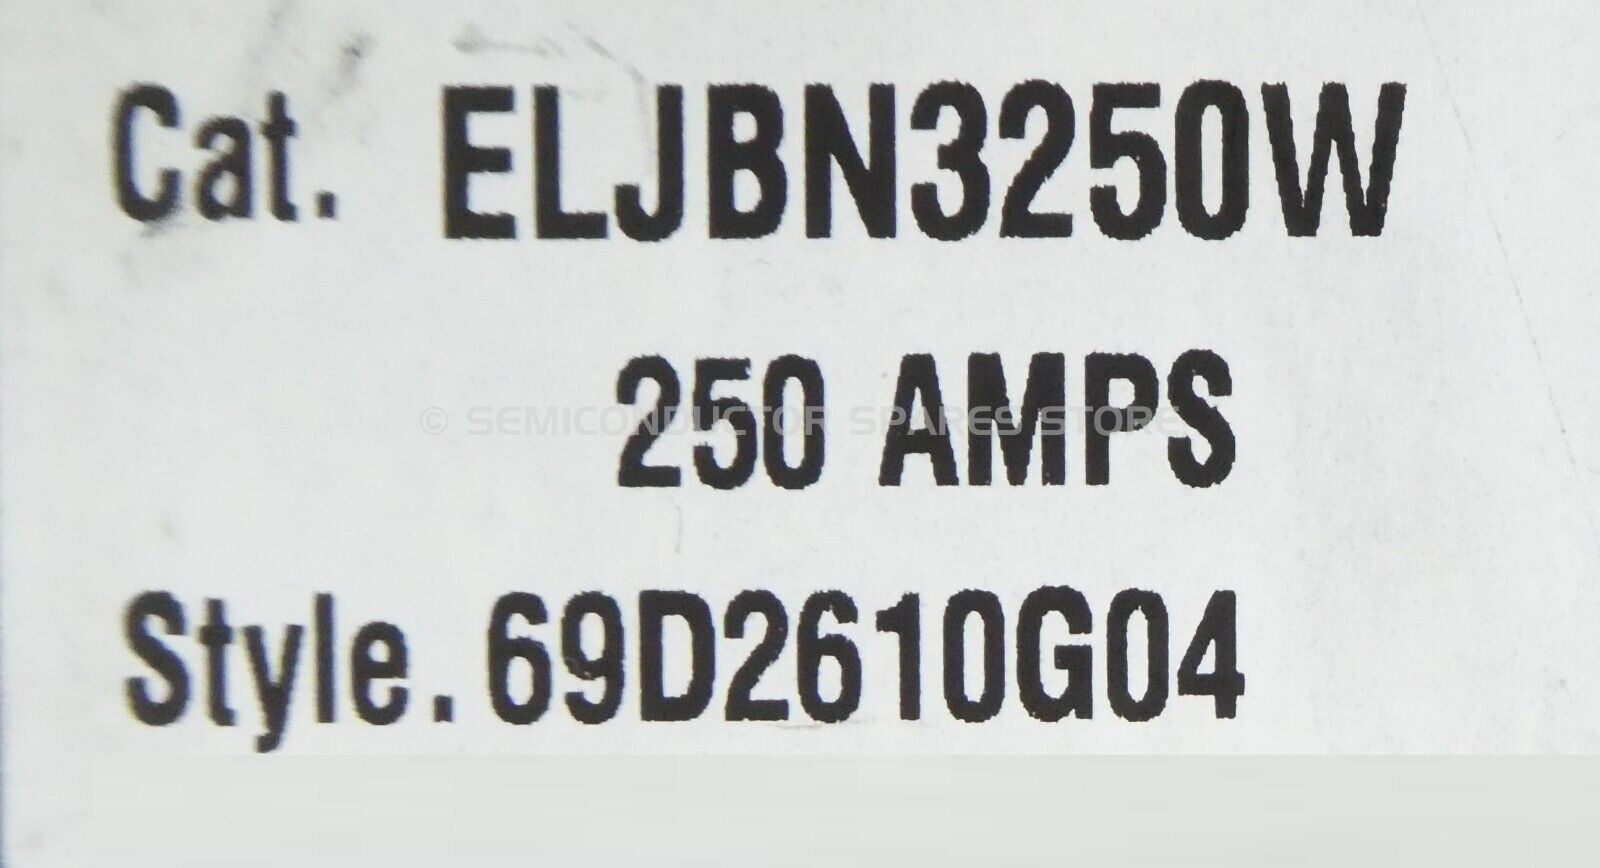 Cat. ELJBN3250W
250 AMPS
© SEMICONDUCTOR SPARES STORE
Style. 69D2610G04